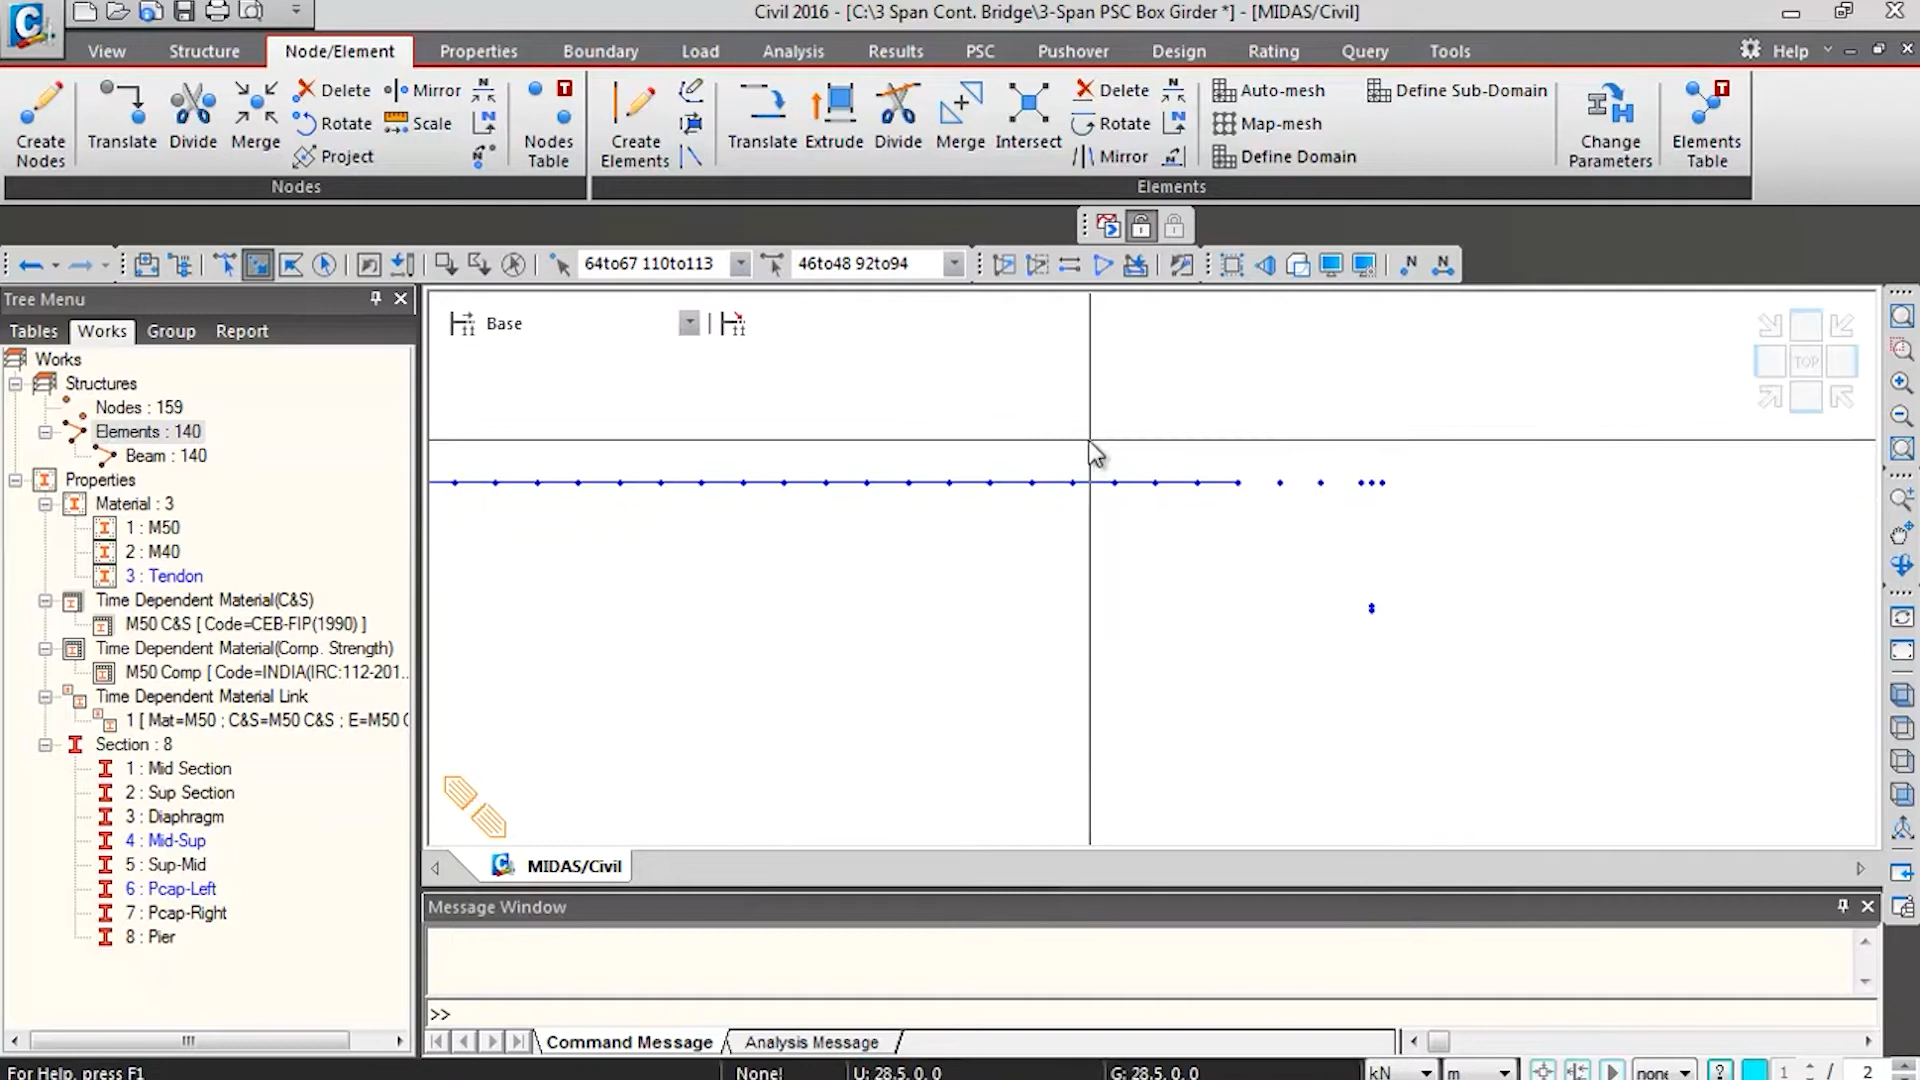 Civil 2016 - [C:\3 Span Cont. Bridge\3-Span PSC Box Girder *] - [MIDAS/Civil]
View Structure Node/Element Properties Boundary Load Analysis Results PSC Pushover Design Rating Query Tools Help
Create Nodes
Translate
Divide
Merge
Delete
Rotate
Project
Mirror
Scale
Nodes Table
Nodes
Create Elements
Translate
Extrude
Divide
Merge
Intersect
Delete
Rotate
Mirror
Auto-mesh
Map-mesh
Define Domain
Define Sub-Domain
Change Parameters
Elements Table
Elements
64to67 110to113
46to48 92to94
Tree Menu
Tables Works Group Report
Works
Structures
Nodes : 159
Elements : 140
Beam : 140
Properties
Material : 3
1 : M50
2 : M40
3 : Tendon
Time Dependent Material(C&S)
M50 C&S [ Code=CEB-FIP(1990) ]
Time Dependent Material(Comp. Strength)
M50 Comp [ Code=INDIA(IRC:112-201...
Time Dependent Material Link
1 [ Mat=M50 ; C&S=M50 C&S ; E=M50 C
Section : 8
1 : Mid Section
2 : Sup Section
3 : Diaphragm
4 : Mid-Sup
5 : Sup-Mid
6 : Pcap-Left
7 : Pcap-Right
8 : Pier
Base
TOP
MIDAS/Civil
Message Window
>>
Command Message Analysis Message
For Help, press F1
None!
U: 28.5, 0, 0
G: 28.5, 0, 0
kN
m
none
1 / 2